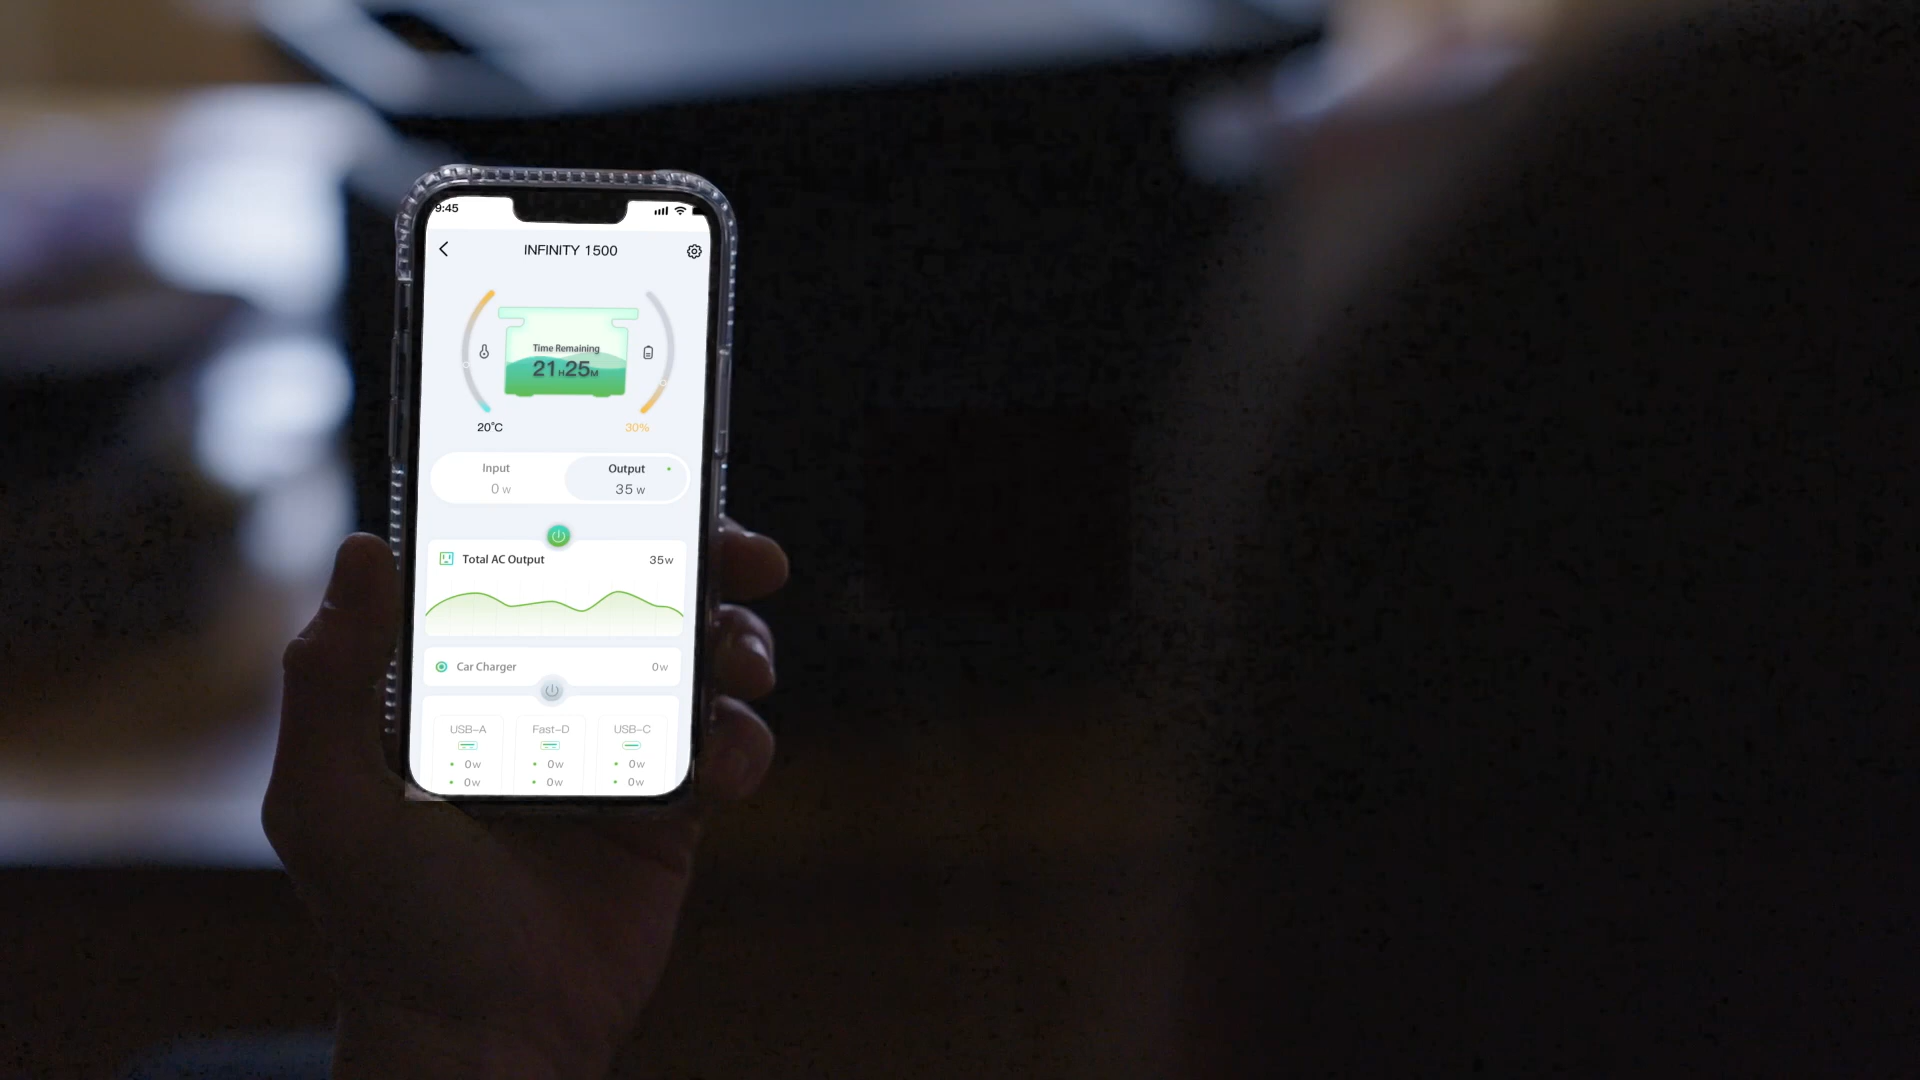 9:45
INFINITY 1500
Time Remaining
21H25M
20°C
30%
Input
Output
0 w
35 w
Total AC Output
35w
Car Charger
0w
USB-A
Fast-D
USB-C
0w
0w
0w
0w
0w
0w